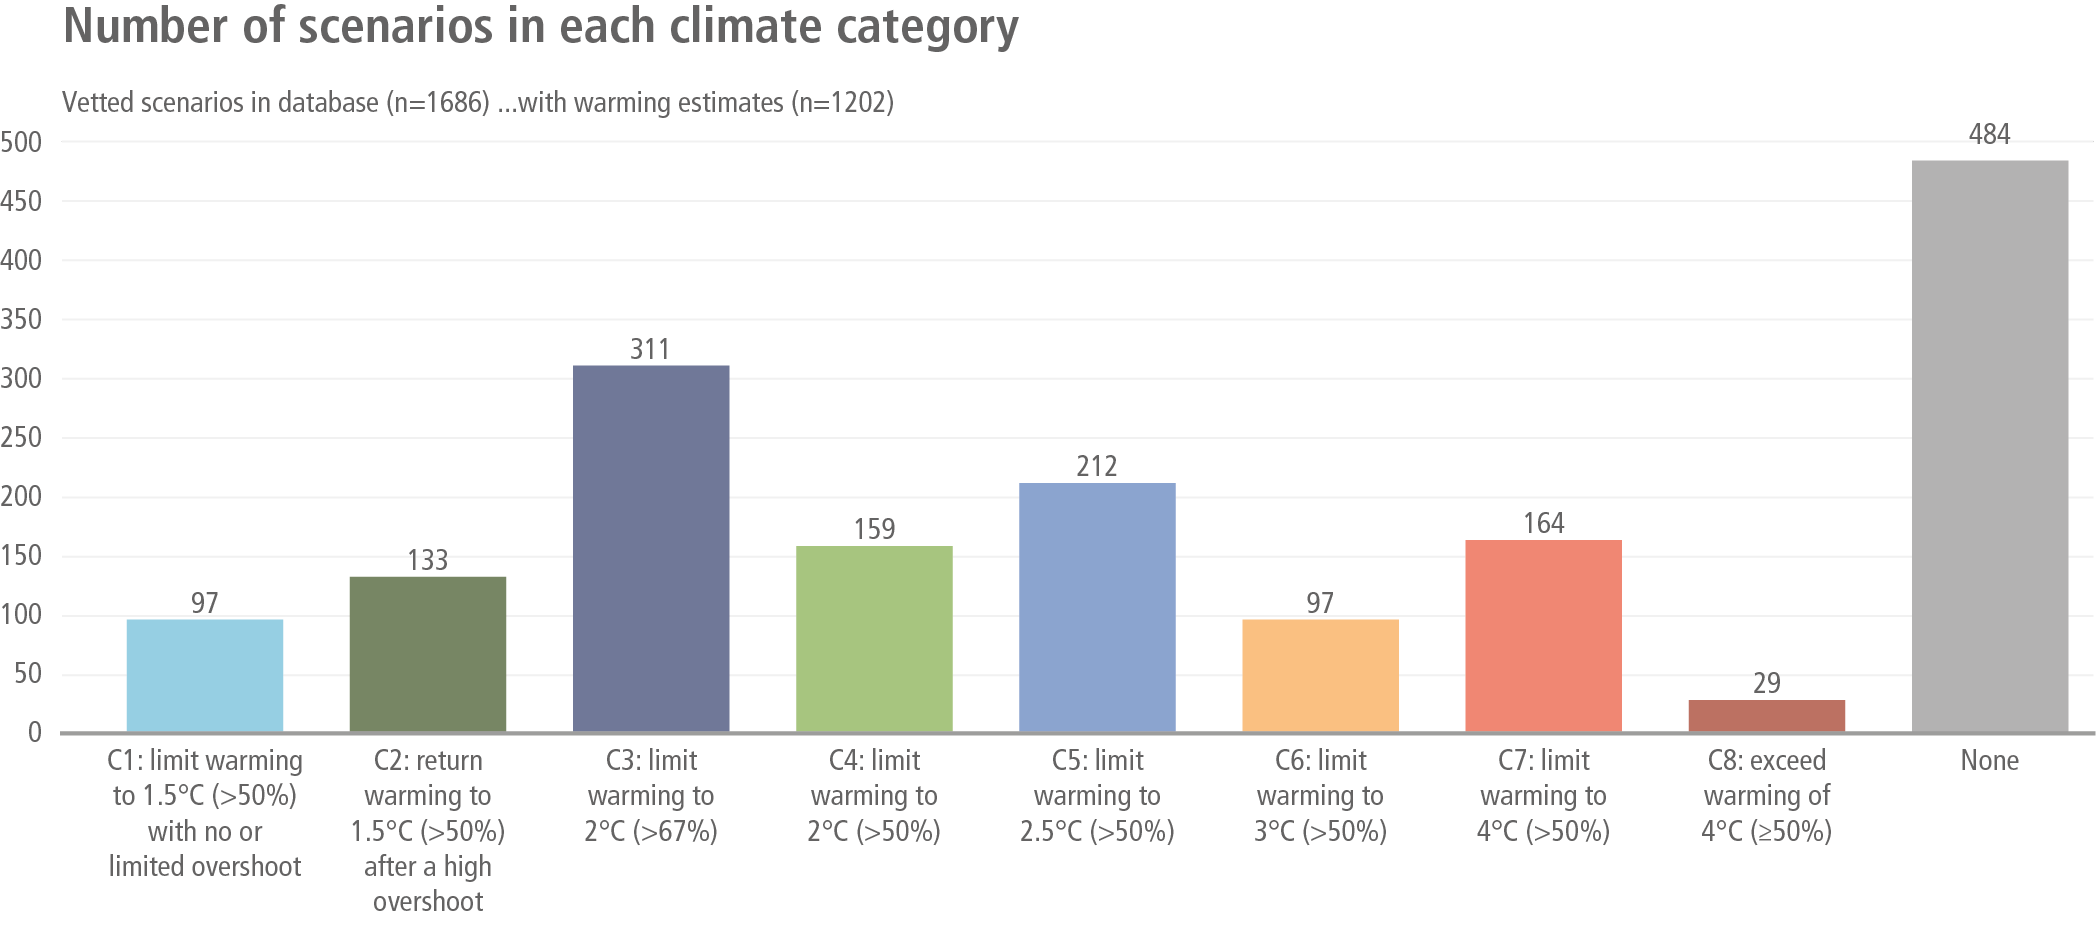 Number of scenarios in each climate category
Vetted scenarios in database (n=1686) ...with warming estimates (n=1202)
500
450
400
350
300
250
200
150
100
50
0
97
133
311
159
212
97
164
29
484
C1: limit warming
to 1.5°C (>50%)
with no or
limited overshoot
C2: return
warming to
1.5°C (>50%)
after a high
overshoot
C3: limit
warming to
2°C (>67%)
C4: limit
warming to
2°C (>50%)
C5: limit
warming to
2.5°C (>50%)
C6: limit
warming to
3°C (>50%)
C7: limit
warming to
4°C (>50%)
C8: exceed
warming of
4°C (≥50%)
None